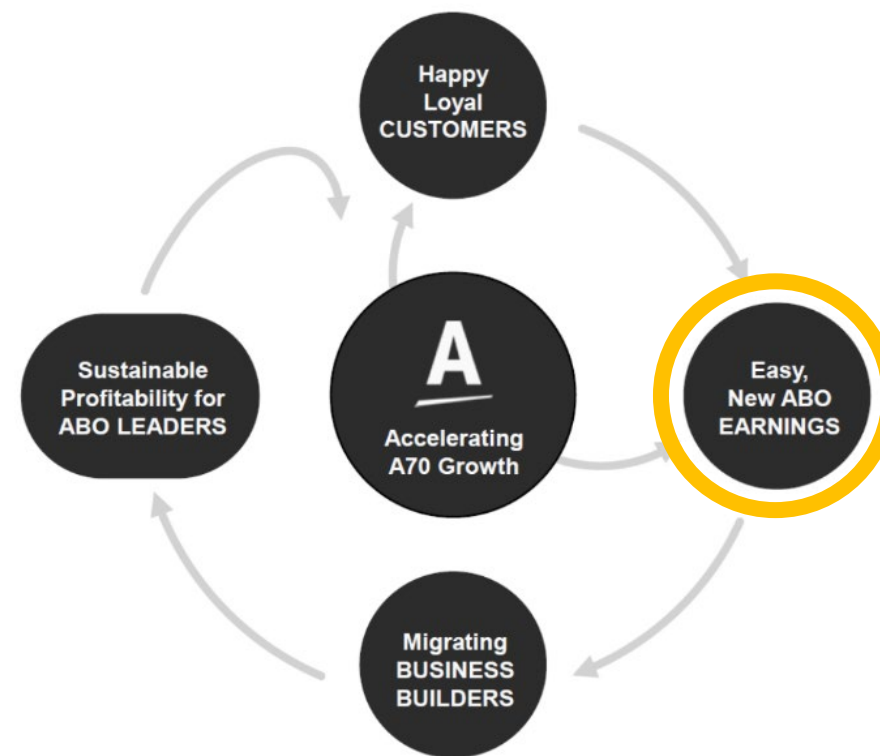 Happy
Loyal
CUSTOMERS
Easy,
New ABO
EARNINGS
Migrating
BUSINESS
BUILDERS
Sustainable
Profitability for
ABO LEADERS
A
Accelerating
A70 Growth